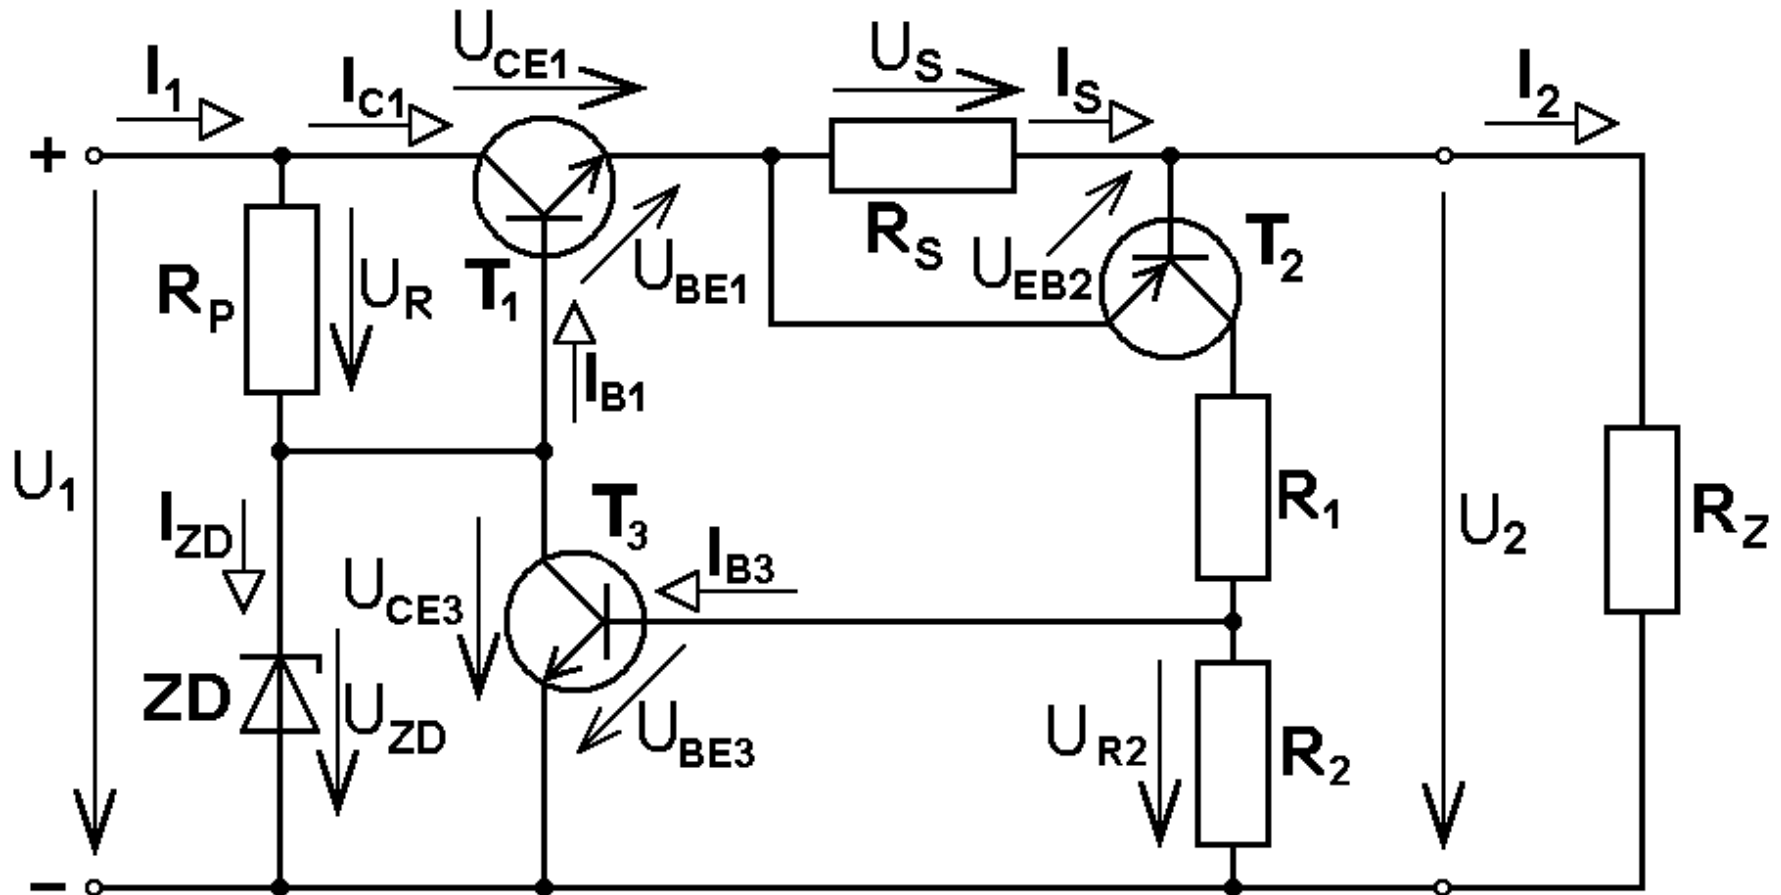 I1
IC1
UCE1
US
IS
I2
+
RP
UR
T1
UBE1
RS
UEB2
T2
IB1
U1
IZD
T3
UCE3
IB3
R1
U2
RZ
ZD
UZD
UBE3
UR2
R2
-